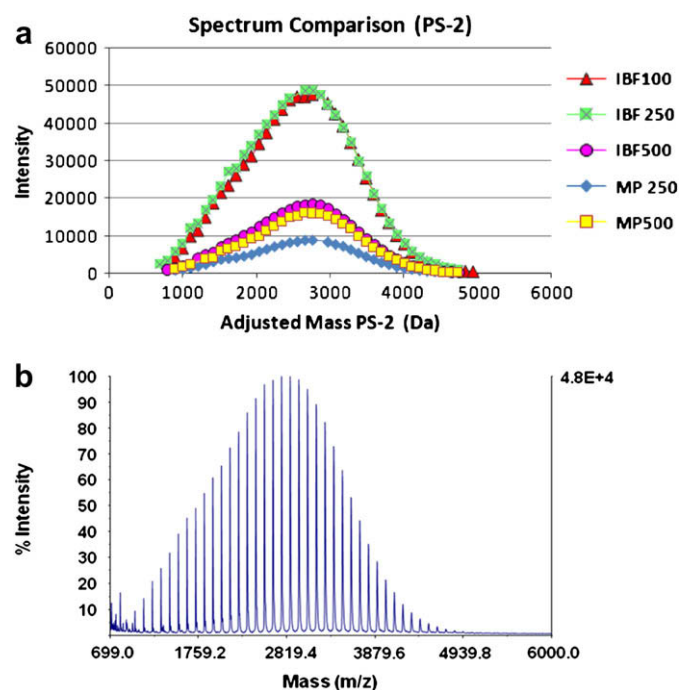 a
Spectrum Comparison (PS-2)
60000
50000
40000
30000
20000
10000
0
Intensity
0 1000 2000 3000 4000 5000 6000
Adjusted Mass PS-2 (Da)
IBF100
IBF 250
IBF500
MP 250
MP500
b
100
90
80
70
60
50
40
30
20
10
% Intensity
4.8E+4
699.0 1759.2 2819.4 3879.6 4939.8 6000.0
Mass (m/z)